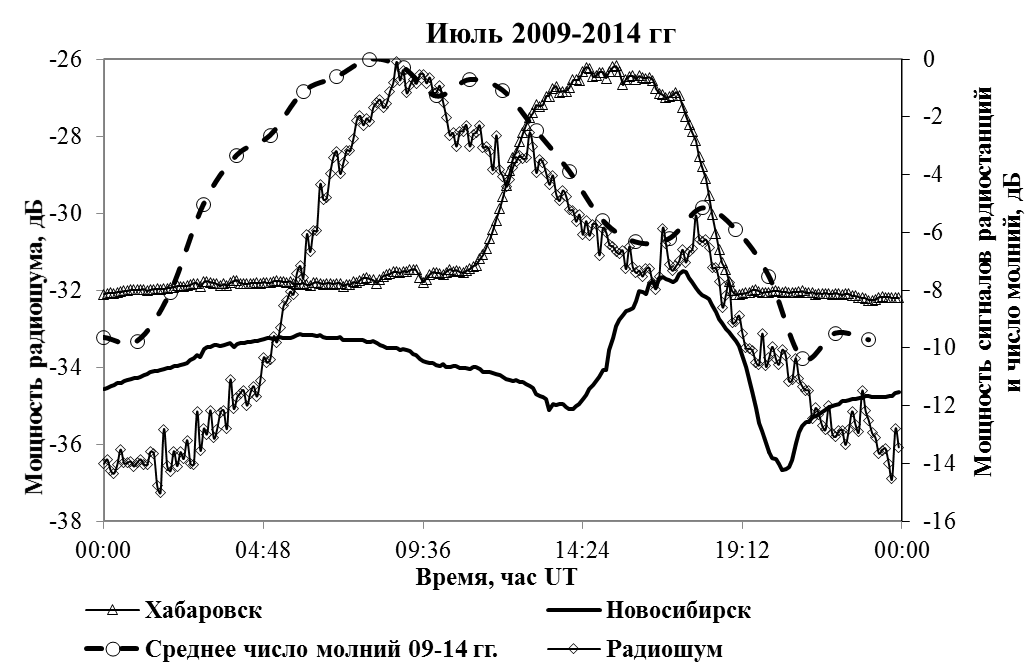 Июль 2009-2014 гг
Мощность радиошума, дБ
-26
-28
-30
-32
-34
-36
-38
0
-2
-4
-6
-8
-10
-12
-14
-16
Мощность сигналов радиостанций
и число молний, дБ
00:00 04:48 09:36 14:24 19:12 00:00
Время, час UT
Хабаровск Новосибирск
Среднее число молний 09-14 гг. Радиошум